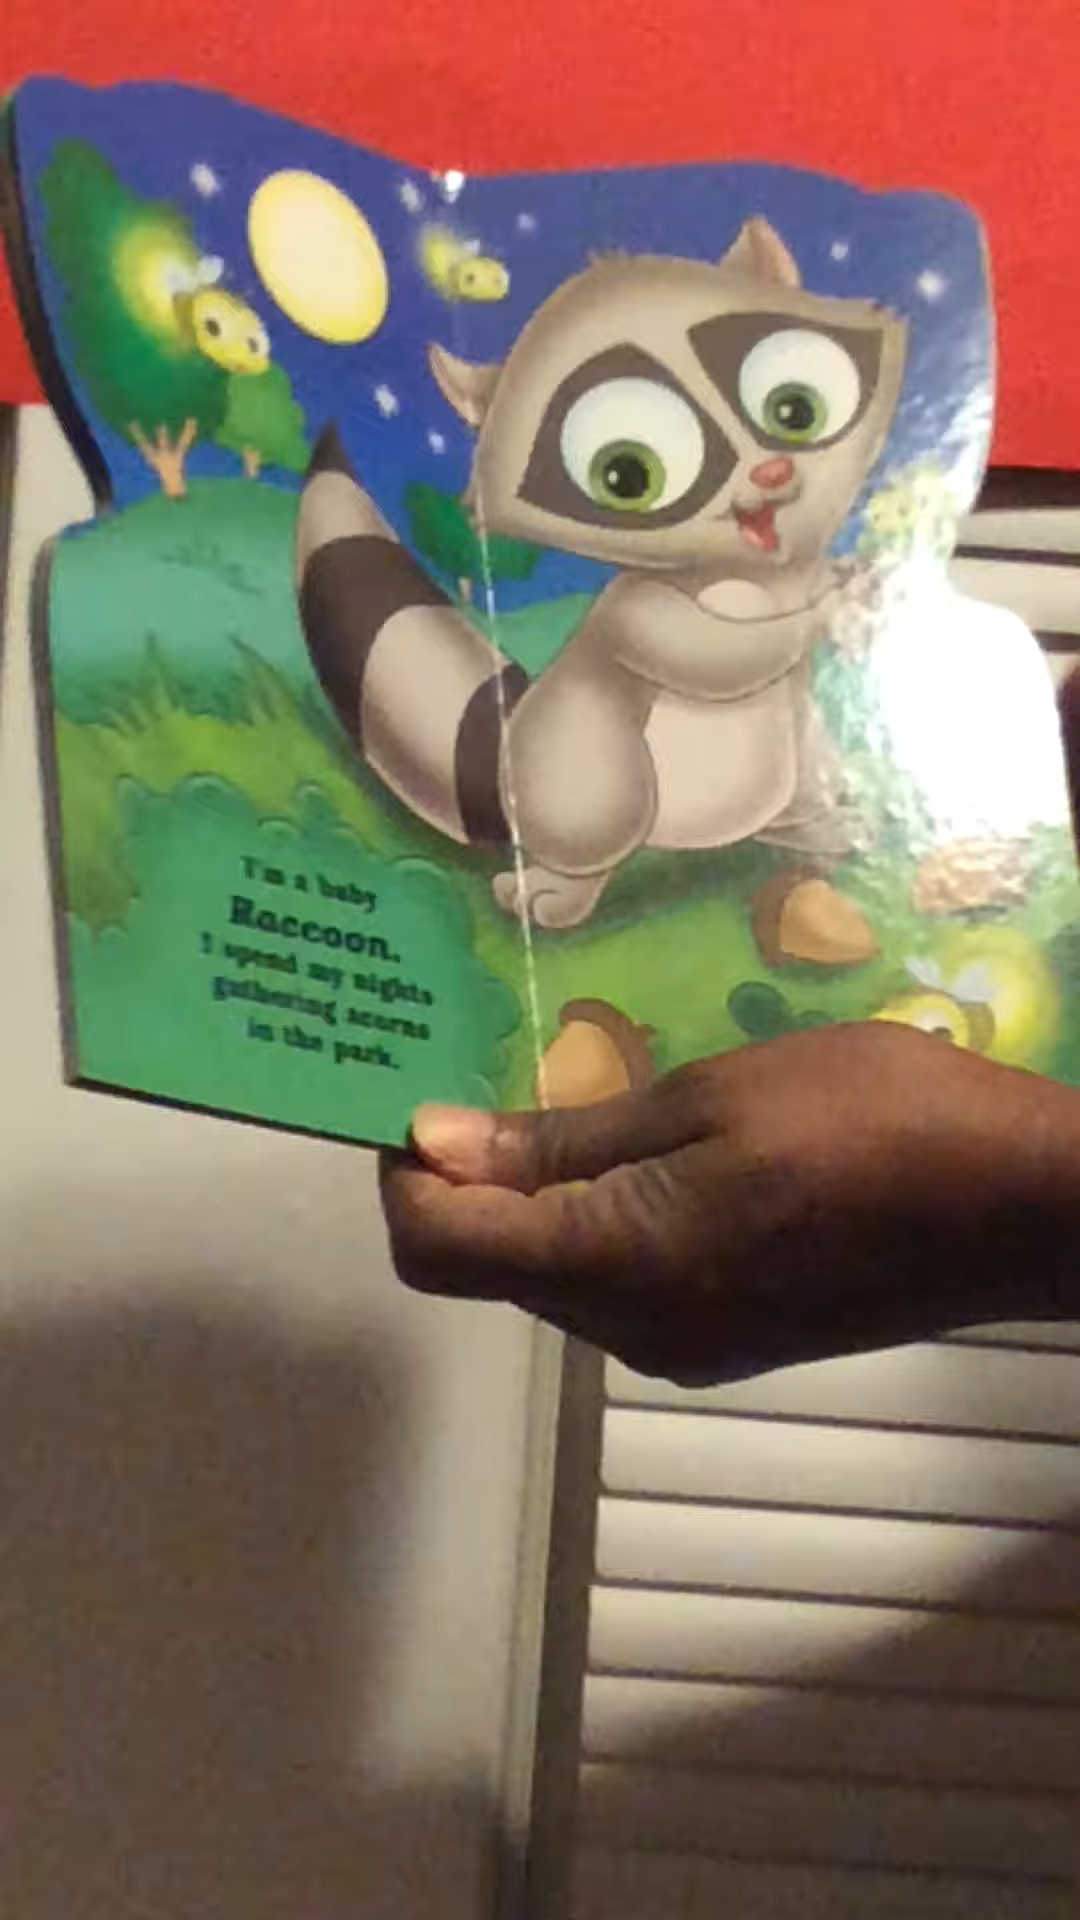 I'm a baby
Raccoon.
I spend my nights
gathering acorns
in the park.